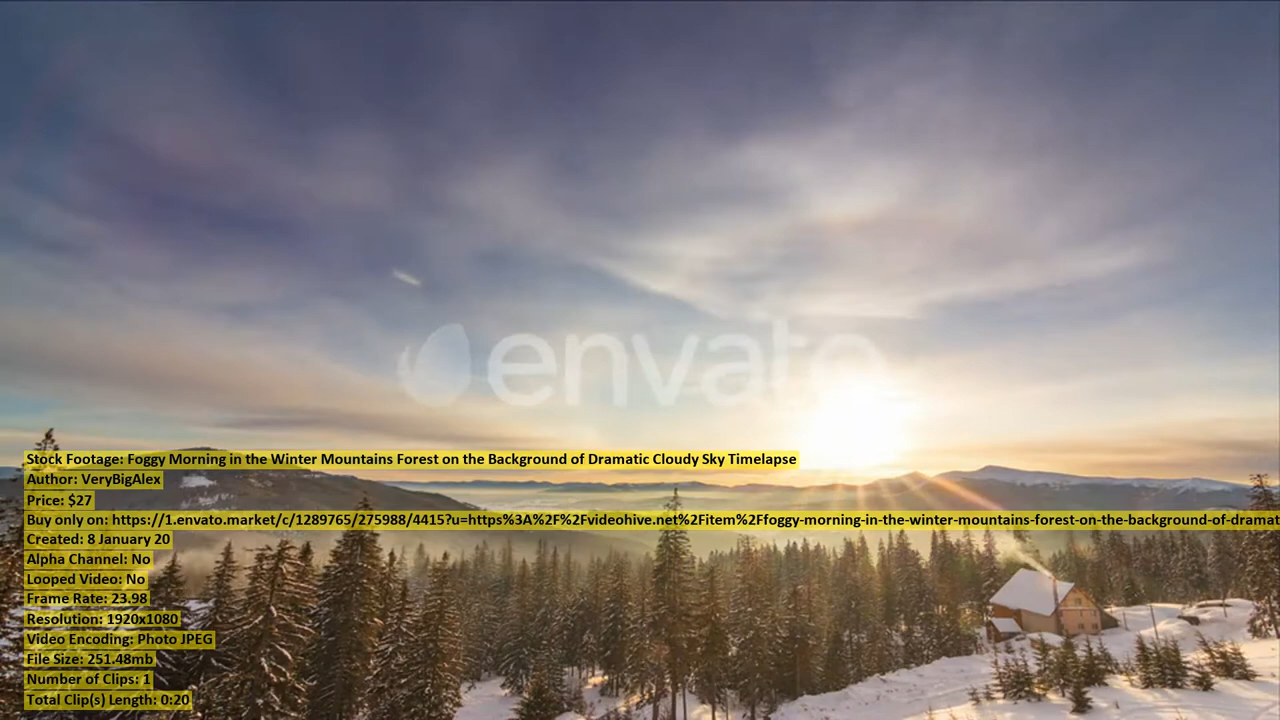 envato
Stock Footage: Foggy Morning in the Winter Mountains Forest on the Background of Dramatic Cloudy Sky Timelapse
Author: VeryBigAlex
Price: $27
Buy only on: https://1.envato.market/c/1289765/275988/4415?u=https%3A%2F%2Fvideohive.net%2Fitem%2Ffoggy-morning-in-the-winter-mountains-forest-on-the-background-of-dramat
Created: 8 January 20
Alpha Channel: No
Looped Video: No
Frame Rate: 23.98
Resolution: 1920x1080
Video Encoding: Photo JPEG
File Size: 251.48mb
Number of Clips: 1
Total Clip(s) Length: 0:20